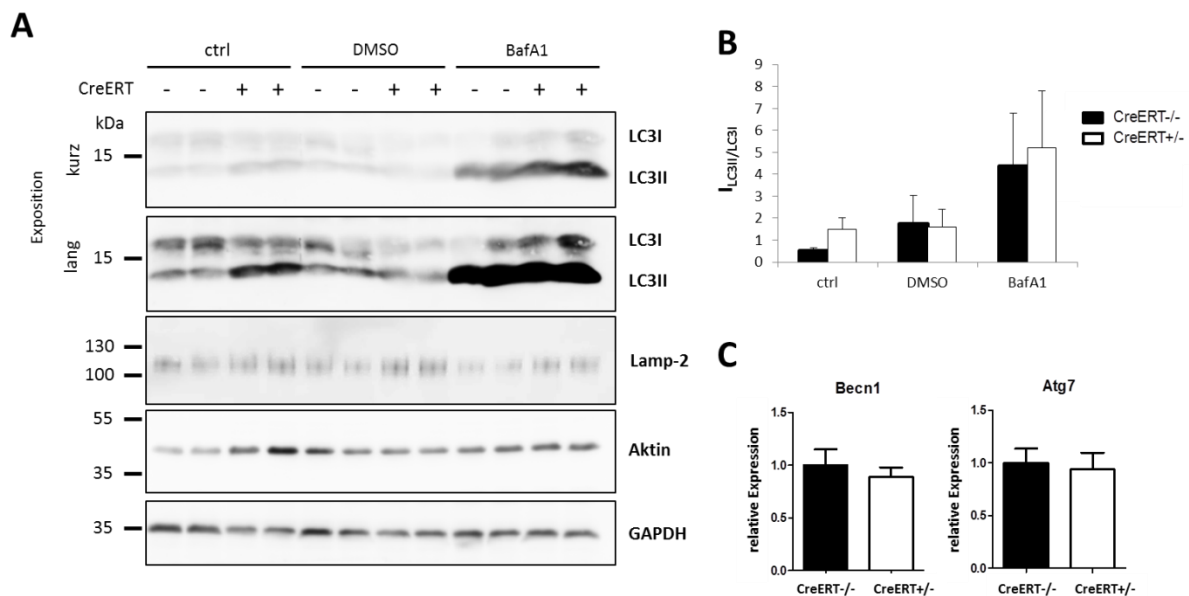 A
ctrl DMSO BafA1
CreERT - - + + - - + + - - + +
kDa
Exposition
kurz
15
LC3I
LC3II
lang
15
LC3I
LC3II
130
100
Lamp-2
55
35
Aktin
35
GAPDH
B
I LC3II/LC3I
9
8
7
6
5
4
3
2
1
0
ctrl DMSO BafA1
CreERT-/-
CreERT+/-
C
Becn1
relative Expression
1.5
1.0
0.5
0.0
CreERT-/- CreERT+/-
Atg7
relative Expression
1.5
1.0
0.5
0.0
CreERT-/- CreERT+/-